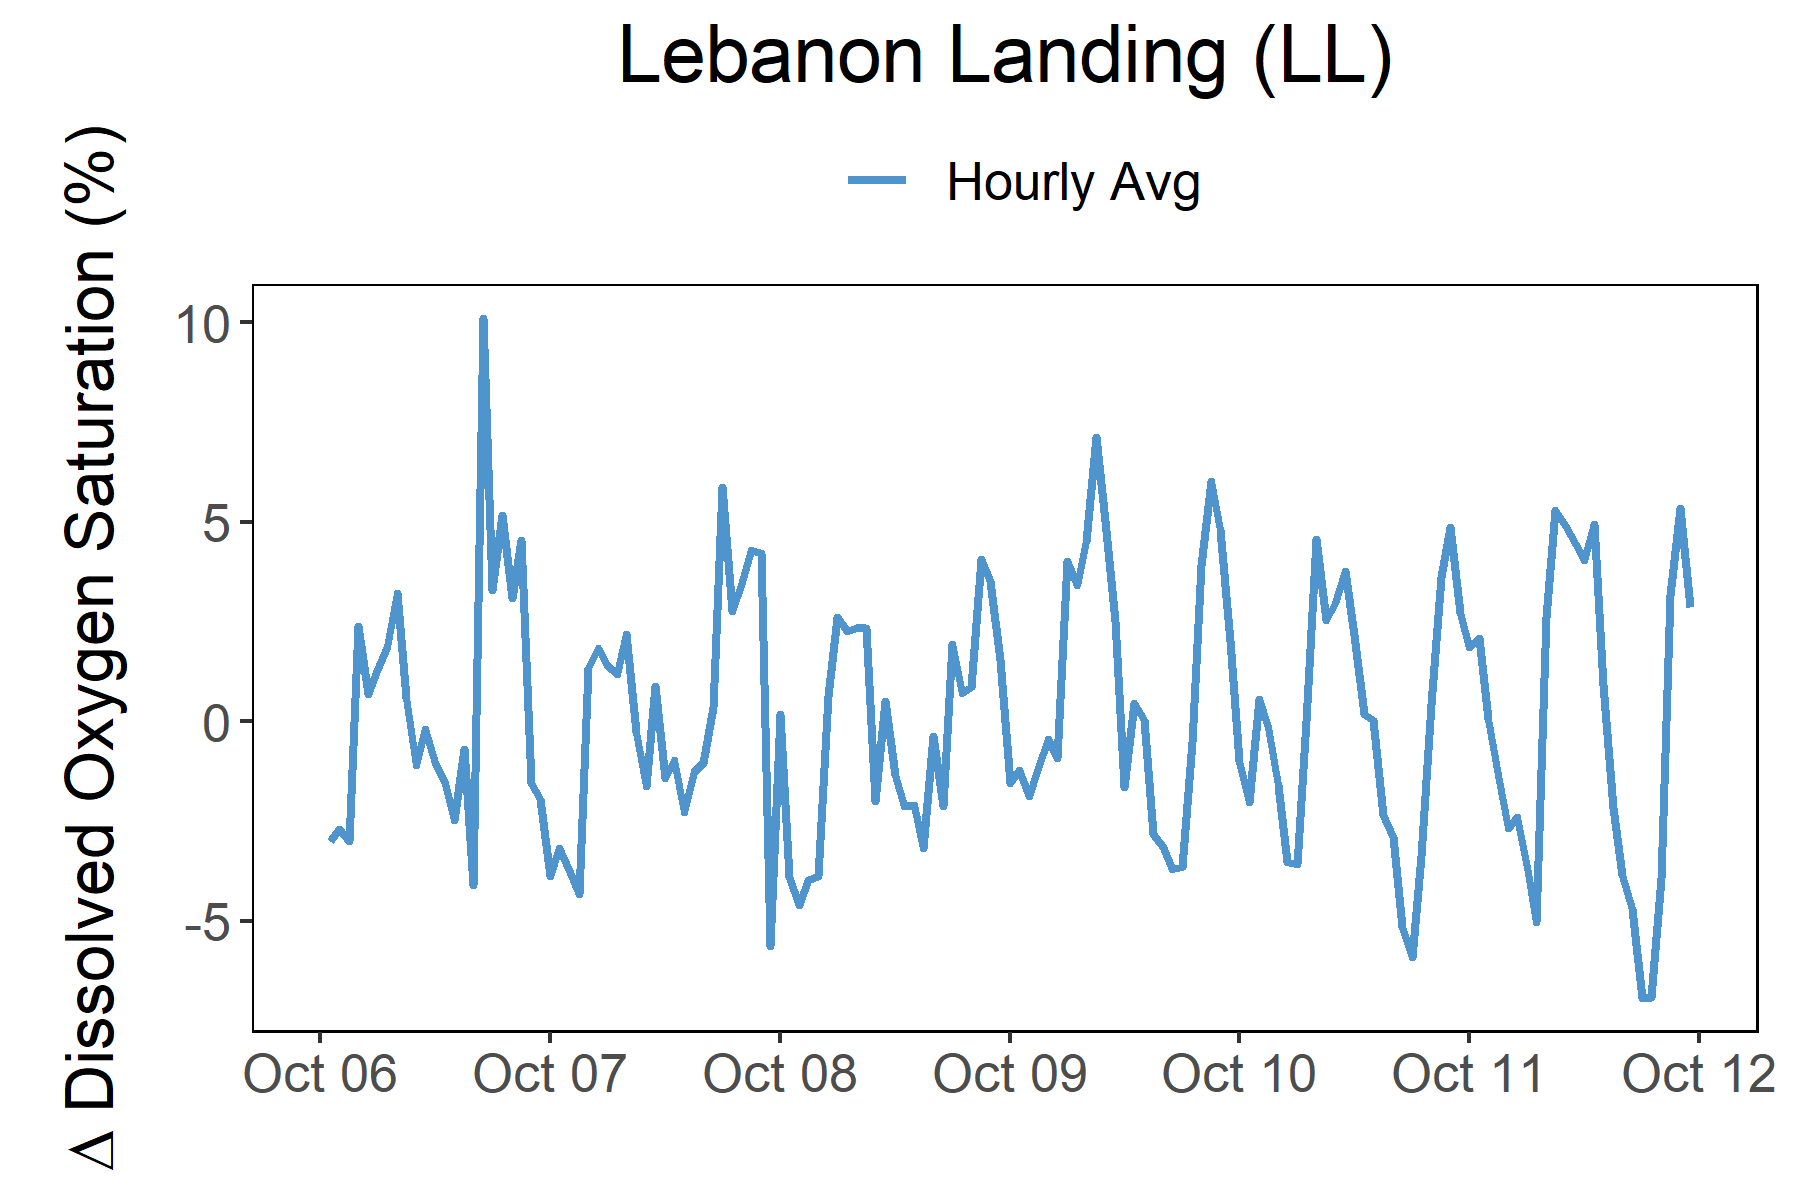 Lebanon Landing (LL)
Hourly Avg
Δ Dissolved Oxygen Saturation (%)
10
5
0
-5
Oct 06 Oct 07 Oct 08 Oct 09 Oct 10 Oct 11 Oct 12